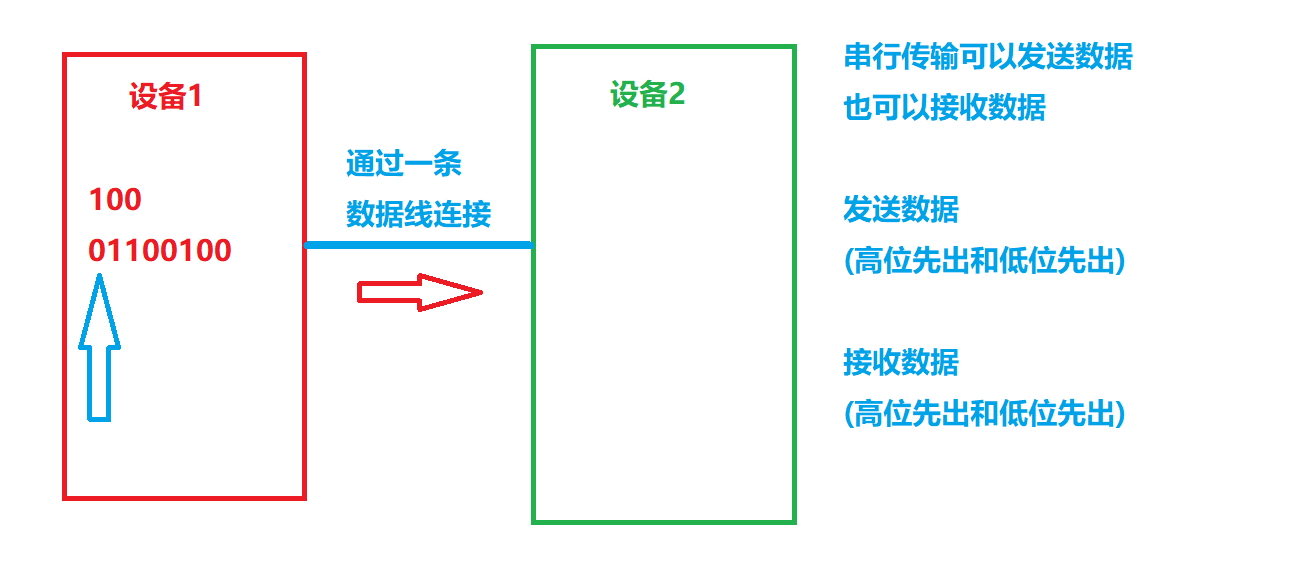 设备1
100
01100100
通过一条
数据线连接
设备2
串行传输可以发送数据
也可以接收数据
发送数据
(高位先出和低位先出)
接收数据
(高位先出和低位先出)